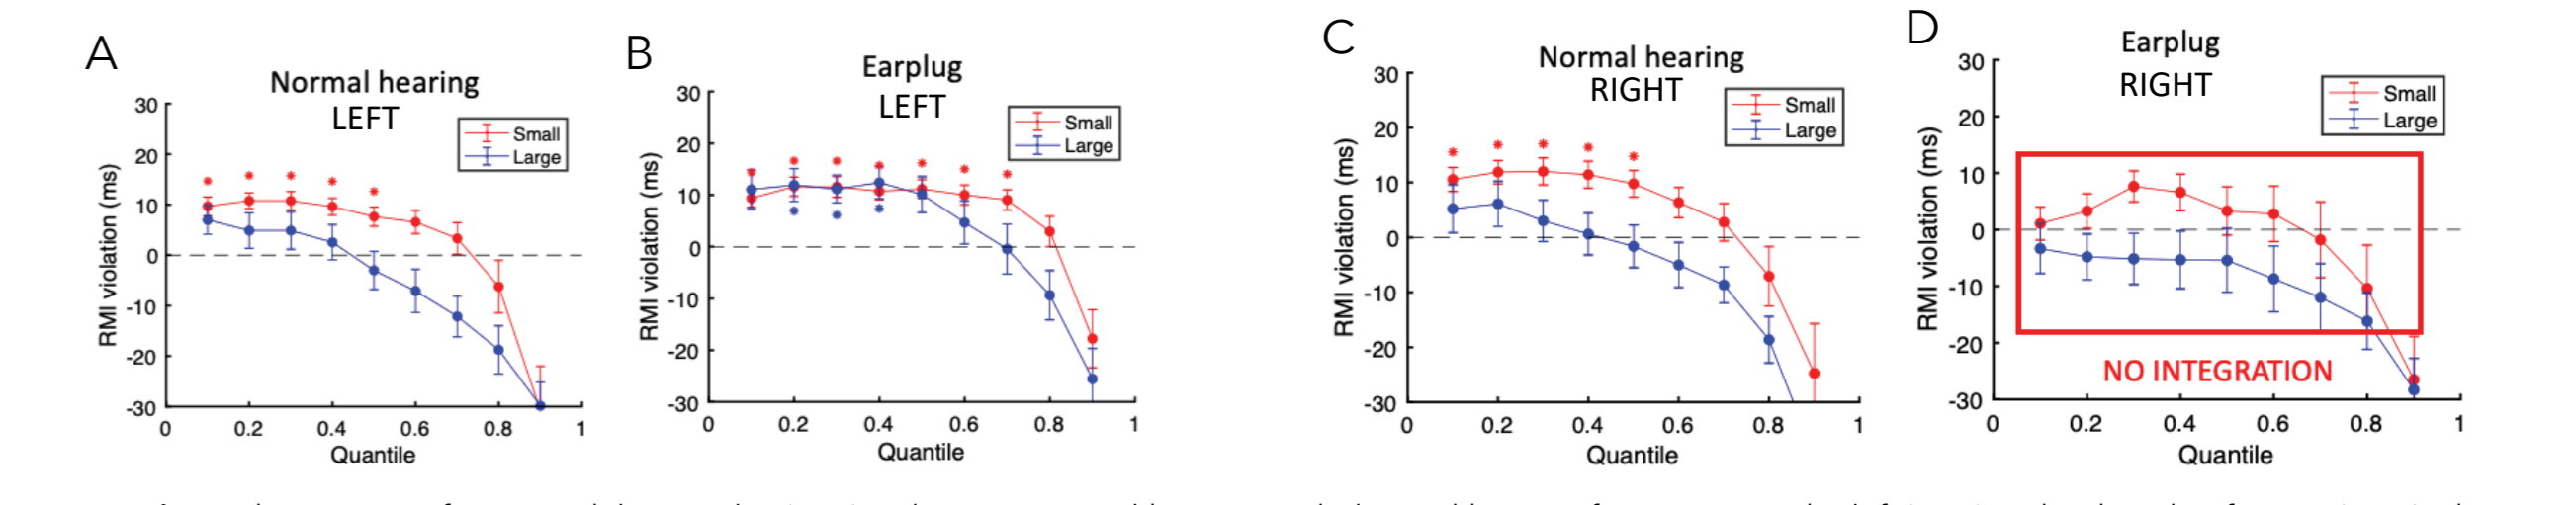 A
Normal hearing
LEFT
Small
Large
RMI violation (ms)
30
20
10
0
-10
-20
-30
0 0.2 0.4 0.6 0.8 1
Quantile
B
Earplug
LEFT
Small
Large
RMI violation (ms)
30
20
10
0
-10
-20
-30
0 0.2 0.4 0.6 0.8 1
Quantile
C
Normal hearing
RIGHT
Small
Large
RMI violation (ms)
30
20
10
0
-10
-20
-30
0 0.2 0.4 0.6 0.8 1
Quantile
D
Earplug
RIGHT
Small
Large
RMI violation (ms)
30
20
10
0
-10
-20
-30
NO INTEGRATION
0 0.2 0.4 0.6 0.8 1
Quantile